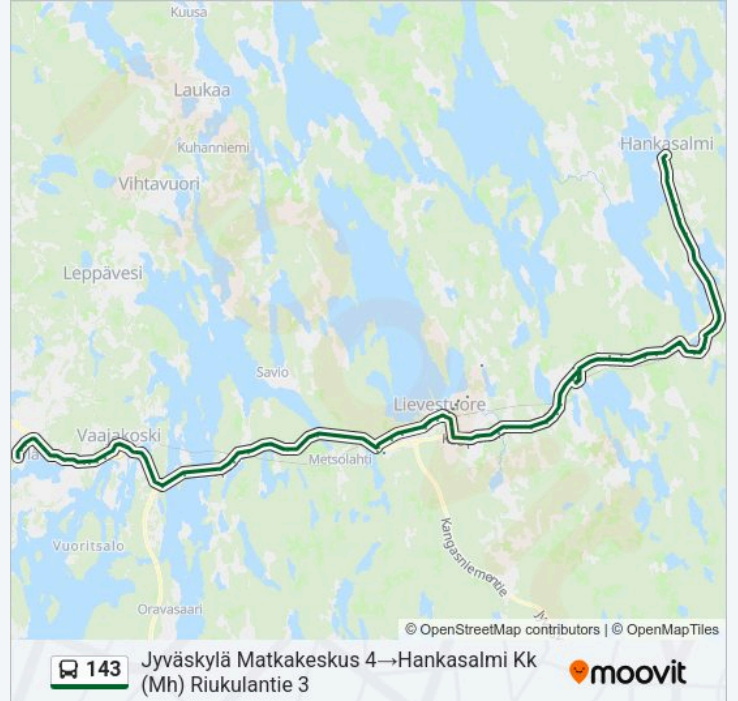 Kuusa
Laukaa
Kuhanniemi
Hankasalmi
Vihtavuori
Leppävesi
Savio
Lievestuore
Vaajakoski
Metsolahti
Kangasniementie
Vuoritsalo
Oravasaari
© OpenStreetMap contributors | © OpenMapTiles
143
Jyväskylä Matkakeskus 4→Hankasalmi Kk
(Mh) Riukulantie 3
moovit